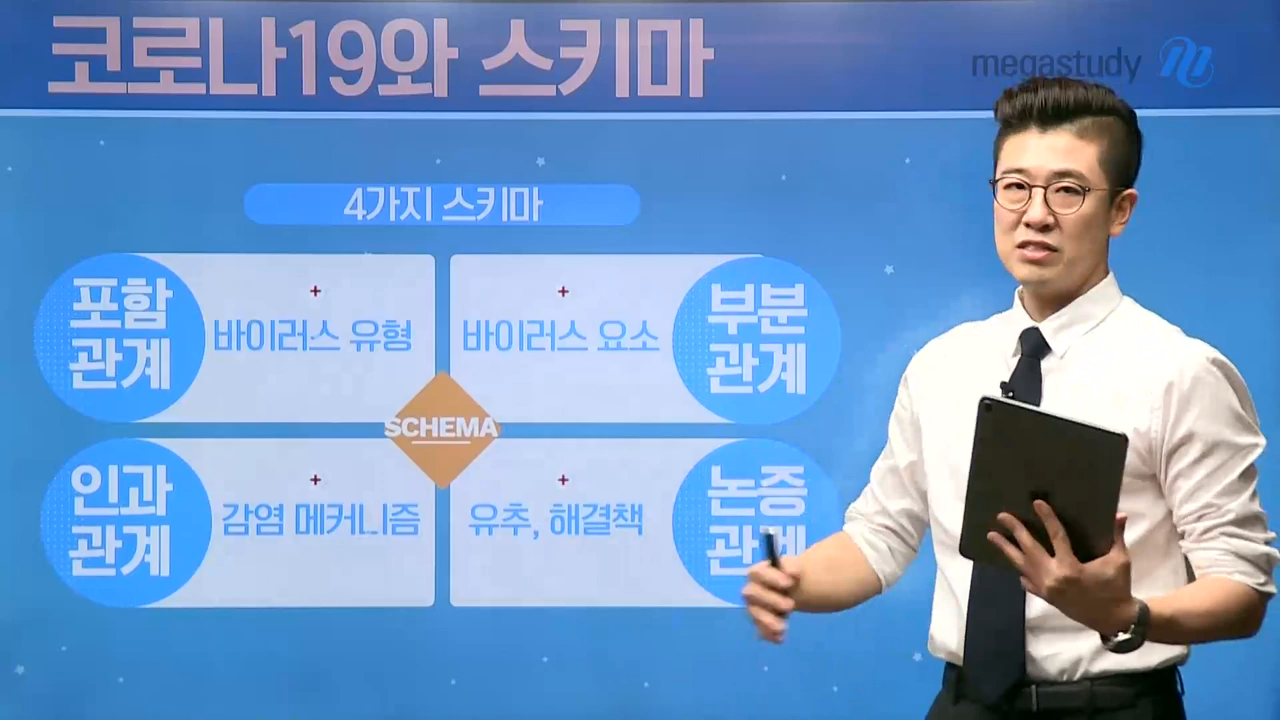 코로나19와 스키마
megastudy
4가지 스키마
포함
관계
+
바이러스 유형
+
바이러스 요소
부분
관계
SCHEMA
인과
관계
+
감염 메커니즘
+
유추, 해결책
논증
관계